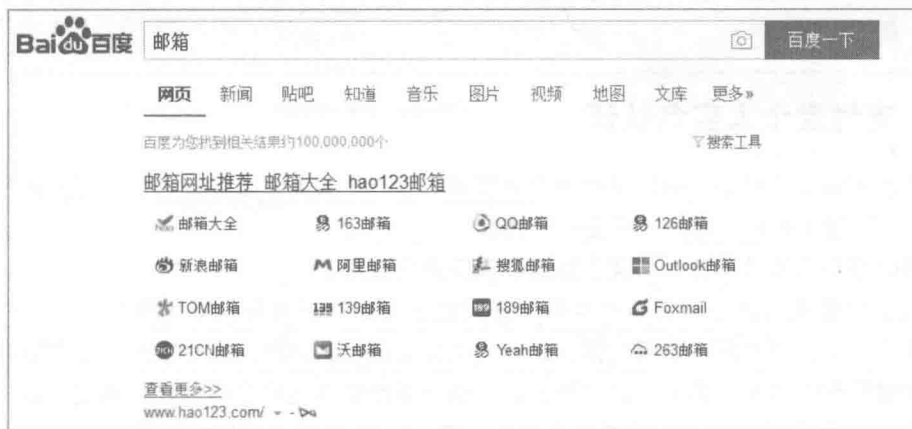 Bai du 百度 邮箱 百度一下
网页 新闻 贴吧 知道 音乐 图片 视频 地图 文库 更多»
百度为您找到相关结果约100,000,000个 搜索工具
邮箱网址推荐_邮箱大全_hao123邮箱
邮箱大全 163邮箱 QQ邮箱 126邮箱
新浪邮箱 阿里邮箱 搜狐邮箱 Outlook邮箱
TOM邮箱 139 139邮箱 189 189邮箱 Foxmail
21CN 21CN邮箱 沃邮箱 Yeah邮箱 263邮箱
查看更多>>
www.hao123.com/ -